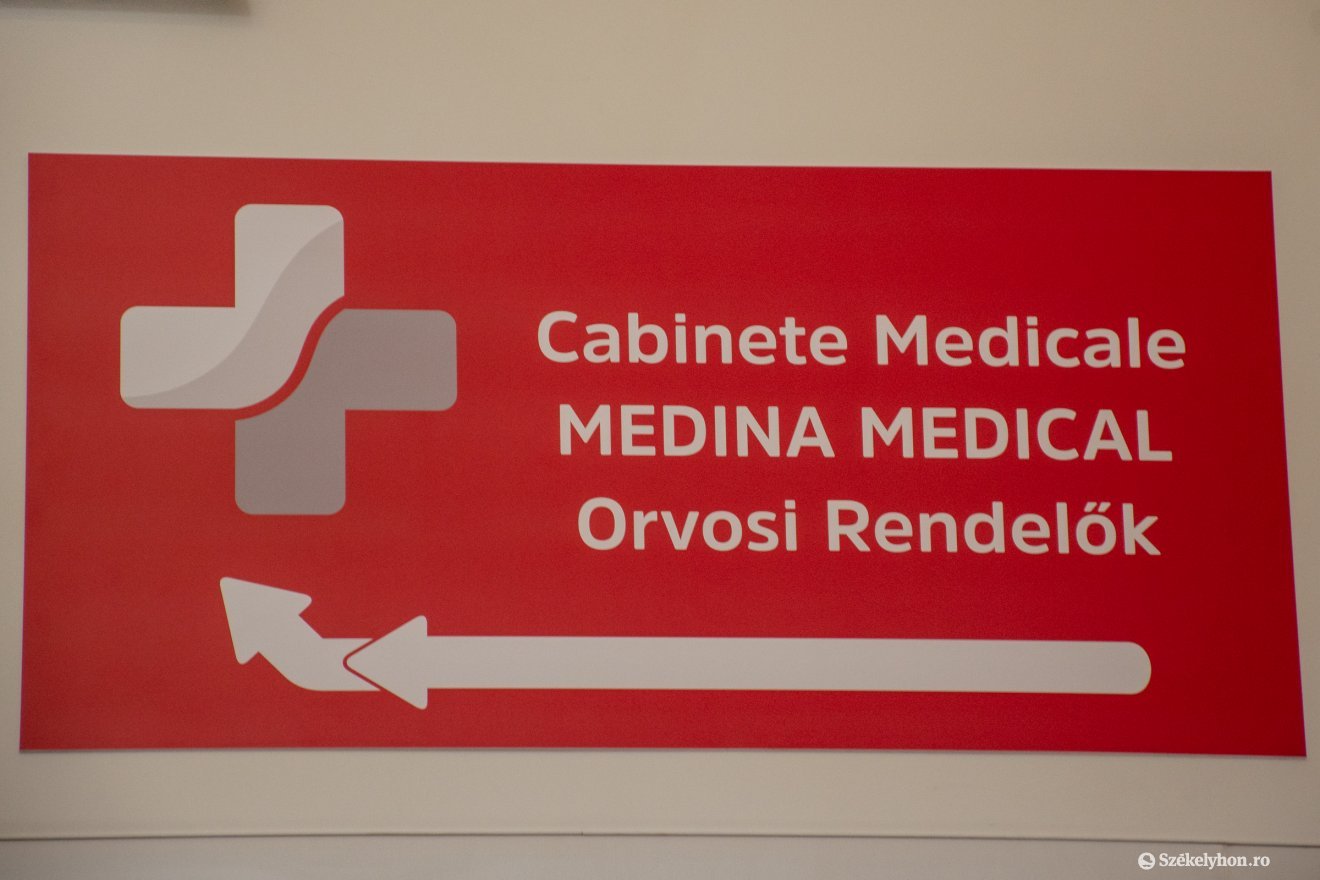 Cabinete Medicale
MEDINA MEDICAL
Orvosi Rendelők
Székelyhon.ro